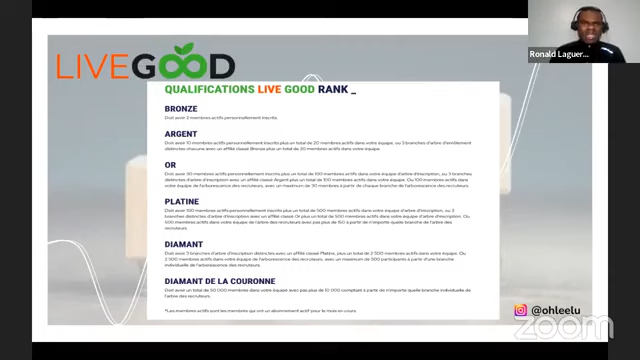 Ronald Laguer...
LIVEGOOD
QUALIFICATIONS LIVE GOOD RANK _
BRONZE
Doit avoir 2 membres actifs personnellement inscrits.
ARGENT
Doit avoir 10 membres actifs personnellement inscrits plus un total de 20 membres actifs dans votre équipe, ou 3 branches d'arbre d'enrôlement
distinctes chacune avec un affilié classé Bronze plus un total de 20 membres actifs dans votre équipe.
OR
Doit avoir 30 membres actifs personnellement inscrits plus un total de 100 membres actifs dans votre équipe d'arbre d'inscription, ou 3 branches
distinctes d'arbre d'inscription avec un affilié classé Argent plus un total de 100 membres actifs dans votre équipe. Ou 100 membres actifs dans
votre équipe de l'arborescence des recruteurs, avec un maximum de 30 membres à partir de chaque branche de l'arborescence des recruteurs.
PLATINE
Doit avoir 100 membres actifs personnellement inscrits plus un total de 500 membres actifs dans votre équipe d'arbre d'inscription, ou 3
branches distinctes d'arbre d'inscription avec un affilié classé Or plus un total de 500 membres actifs dans votre équipe d'inscription. Ou
500 membres actifs dans votre équipe de l'arbre des recruteurs avec pas plus de 150 à partir de n'importe quelle branche de l'arbre des
recruteurs.
DIAMANT
Doit avoir 3 branches d'arbre d'inscription distinctes avec un affilié classé Platine, plus un total de 2 500 membres actifs dans votre équipe. Ou
2 500 membres actifs dans votre équipe de l'arborescence des recruteurs, avec un maximum de 500 participants à partir d'une branche
individuelle de l'arborescence des recruteurs.
DIAMANT DE LA COURONNE
Doit avoir un total de 50 000 membres dans votre équipe avec pas plus de 10 000 comptant à partir de n'importe quelle branche individuelle de
l'arbre des recruteurs.
*Les membres actifs sont les membres qui ont un abonnement actif pour le mois en cours
@ohleelu
zoom